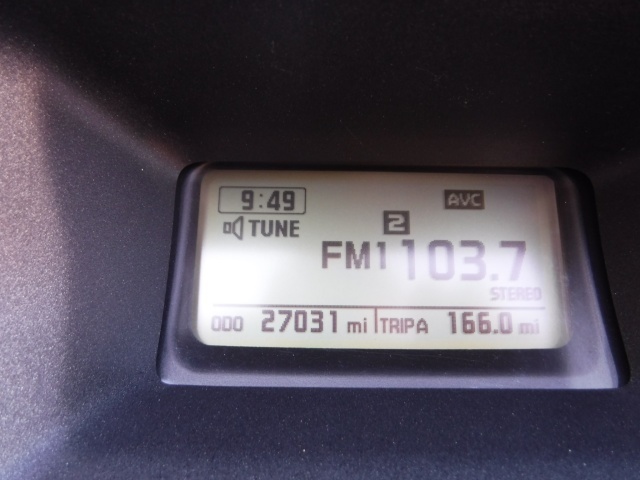 9:49 AVC
TUNE 2
FM1 103.7
STEREO
ODO 27031 mi TRIPA 166.0 mi